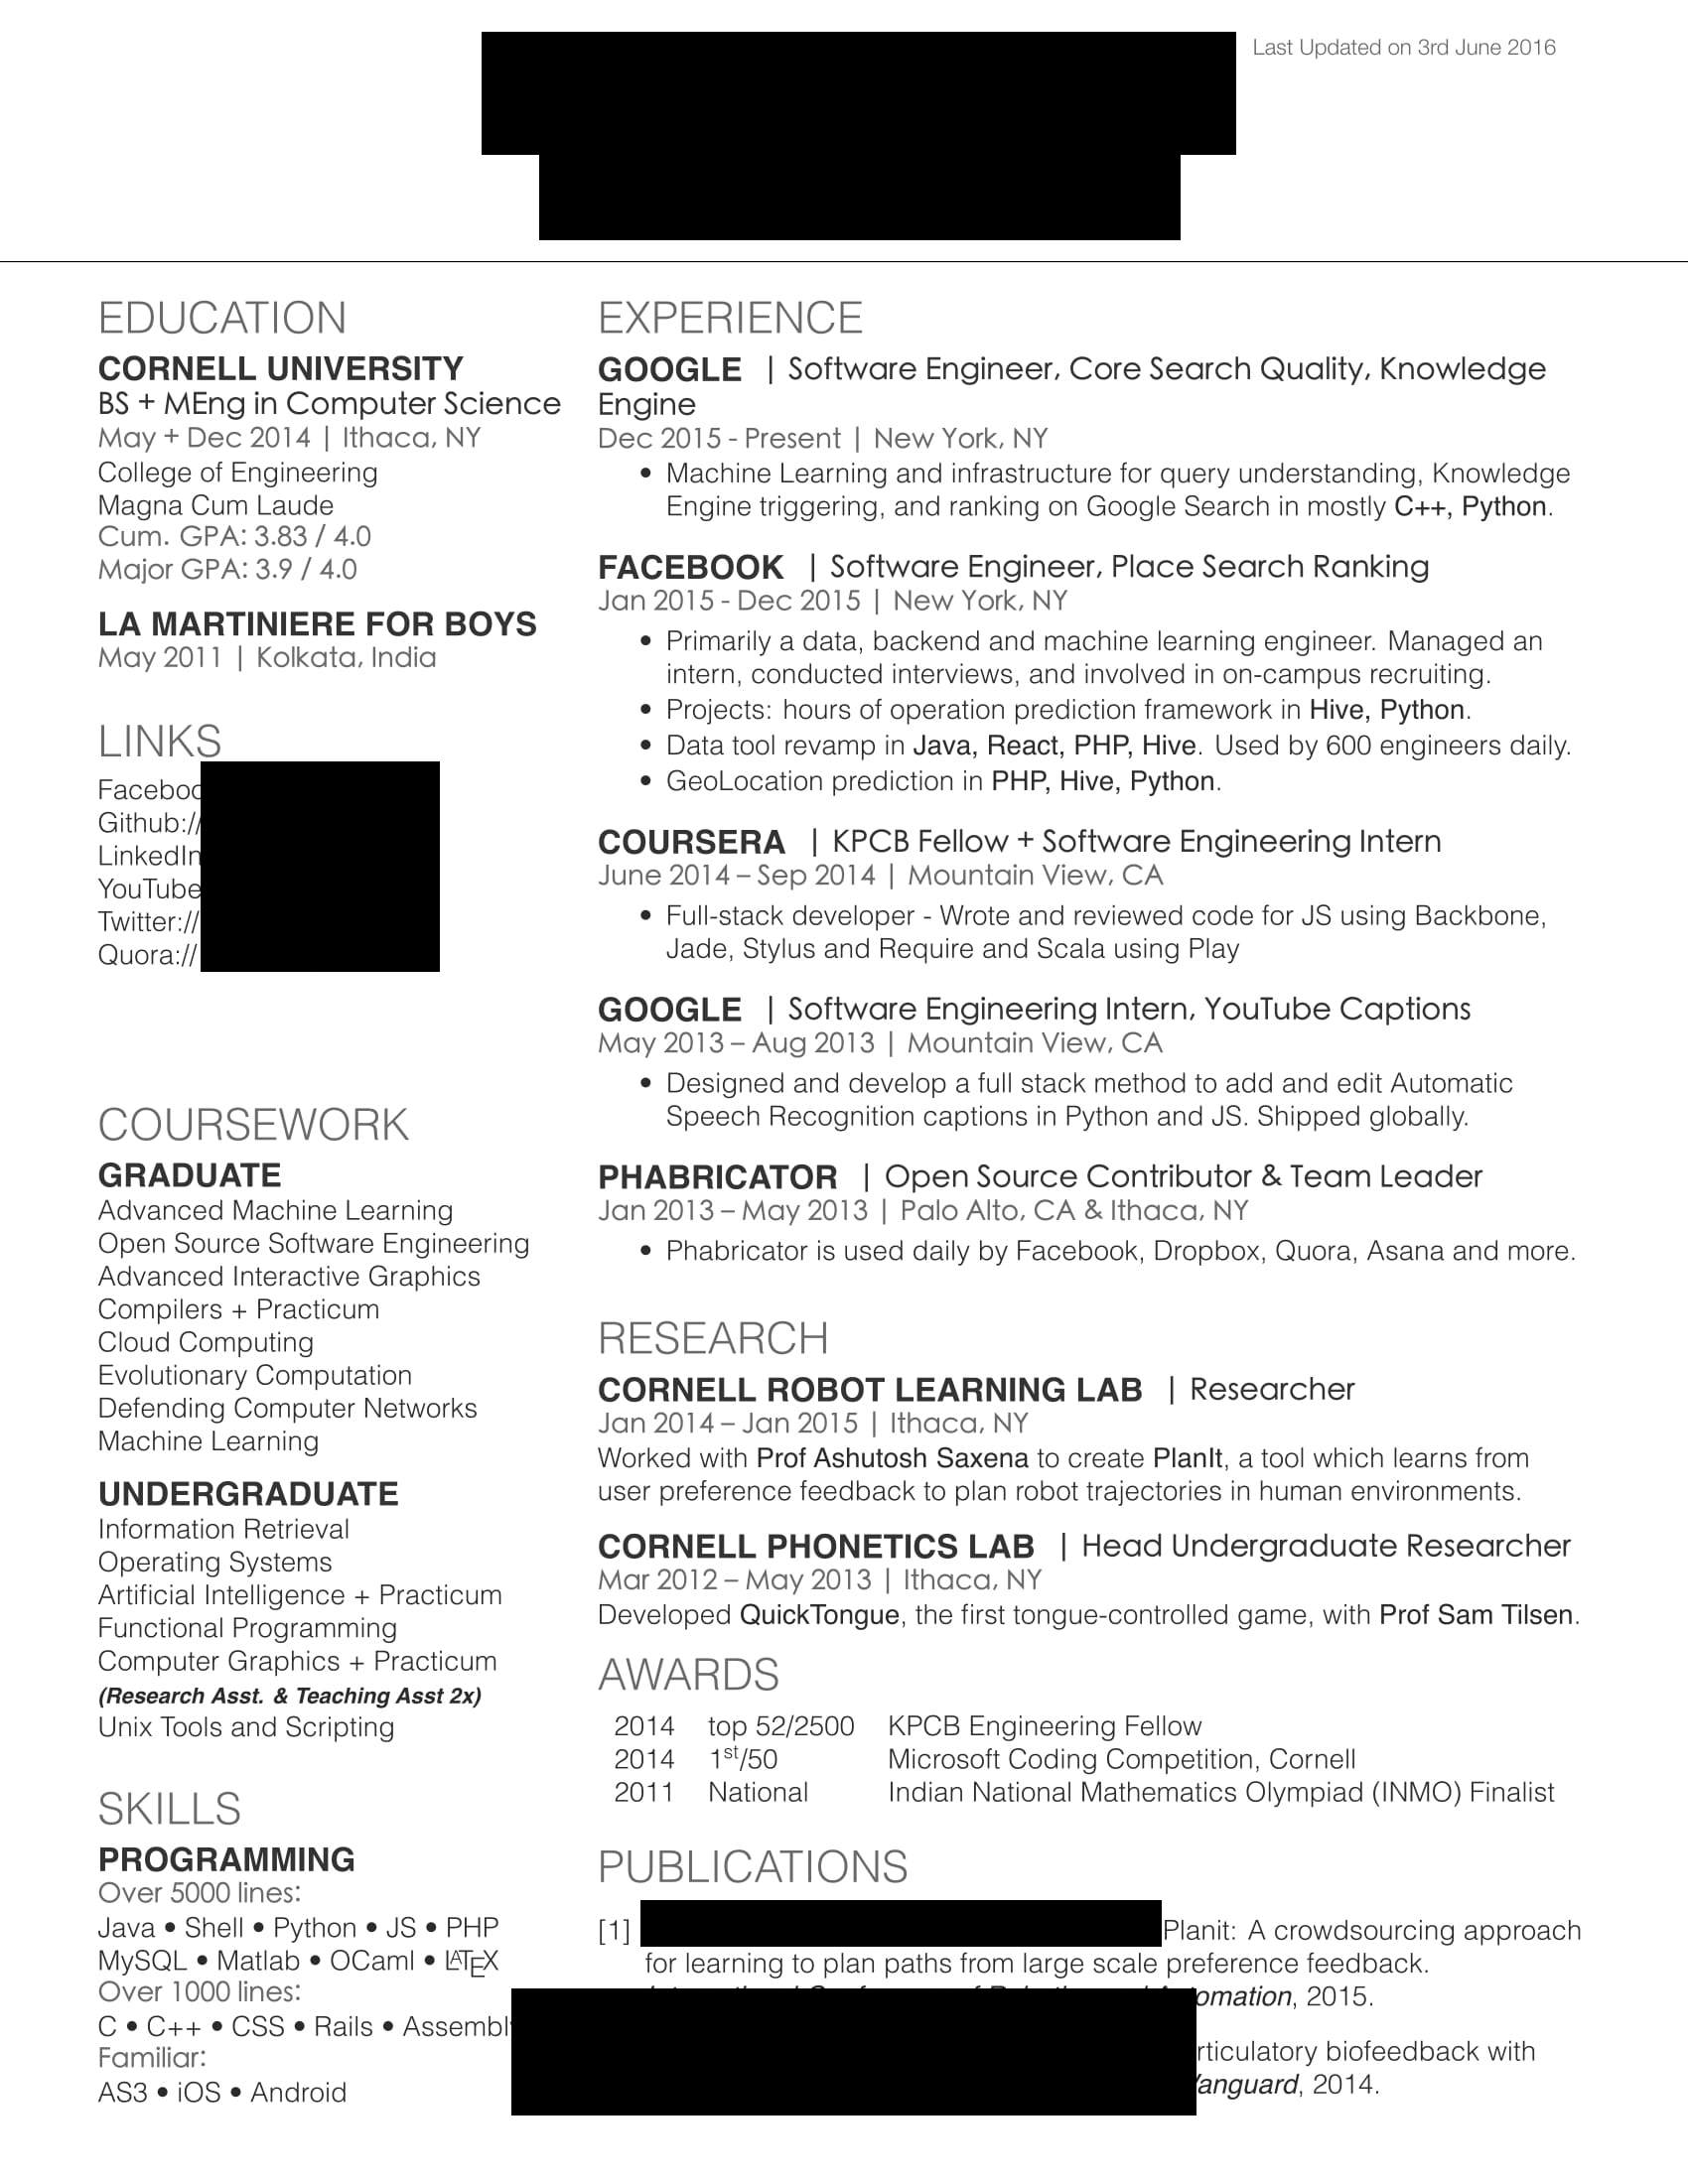 Last Updated on 3rd June 2016
EDUCATION
CORNELL UNIVERSITY
BS + MEng in Computer Science
May + Dec 2014 | Ithaca, NY
College of Engineering
Magna Cum Laude
Cum. GPA: 3.83 / 4.0
Major GPA: 3.9 / 4.0
LA MARTINIERE FOR BOYS
May 2011 | Kolkata, India
LINKS
Github://
LinkedIn
YouTube
Twitter://
Quora://
COURSEWORK
GRADUATE
Advanced Machine Learning
Open Source Software Engineering
Advanced Interactive Graphics
Compilers + Practicum
Cloud Computing
Evolutionary Computation
Defending Computer Networks
Machine Learning
UNDERGRADUATE
Information Retrieval
Operating Systems
Artificial Intelligence + Practicum
Functional Programming
Computer Graphics + Practicum
(Research Asst. & Teaching Asst 2x)
Unix Tools and Scripting
SKILLS
PROGRAMMING
Over 5000 lines:
Java • Shell • Python • JS • PHP
MySQL • Matlab • OCaml • LATEX
Over 1000 lines:
C • C++ • CSS • Rails •
Familiar:
AS3 • iOS • Android
EXPERIENCE
GOOGLE | Software Engineer, Core Search Quality, Knowledge
Engine
Dec 2015 - Present | New York, NY
• Machine Learning and infrastructure for query understanding, Knowledge
Engine triggering, and ranking on Google Search in mostly C++, Python.
FACEBOOK | Software Engineer, Place Search Ranking
Jan 2015 - Dec 2015 | New York, NY
• Primarily a data, backend and machine learning engineer. Managed an
intern, conducted interviews, and involved in on-campus recruiting.
• Projects: hours of operation prediction framework in Hive, Python.
• Data tool revamp in Java, React, PHP, Hive. Used by 600 engineers daily.
• GeoLocation prediction in PHP, Hive, Python.
COURSERA | KPCB Fellow + Software Engineering Intern
June 2014 – Sep 2014 | Mountain View, CA
• Full-stack developer - Wrote and reviewed code for JS using Backbone,
Jade, Stylus and Require and Scala using Play
GOOGLE | Software Engineering Intern, YouTube Captions
May 2013 – Aug 2013 | Mountain View, CA
• Designed and develop a full stack method to add and edit Automatic
Speech Recognition captions in Python and JS. Shipped globally.
PHABRICATOR | Open Source Contributor & Team Leader
Jan 2013 – May 2013 | Palo Alto, CA & Ithaca, NY
• Phabricator is used daily by Facebook, Dropbox, Quora, Asana and more.
RESEARCH
CORNELL ROBOT LEARNING LAB | Researcher
Jan 2014 – Jan 2015 | Ithaca, NY
Worked with Prof Ashutosh Saxena to create PlanIt, a tool which learns from
user preference feedback to plan robot trajectories in human environments.
CORNELL PHONETICS LAB | Head Undergraduate Researcher
Mar 2012 – May 2013 | Ithaca, NY
Developed QuickTongue, the first tongue-controlled game, with Prof Sam Tilsen.
AWARDS
2014 top 52/2500 KPCB Engineering Fellow
2014 1st/50 Microsoft Coding Competition, Cornell
2011 National Indian National Mathematics Olympiad (INMO) Finalist
PUBLICATIONS
[1] Planit: A crowdsourcing approach
for learning to plan paths from large scale preference feedback.
2015.
biofeedback with
2014.